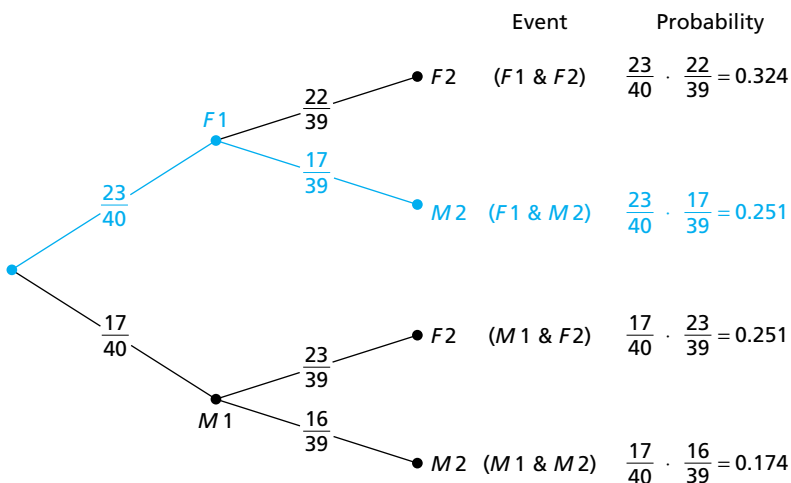 Event Probability
F2 (F1 & F2) 23/40 · 22/39 = 0.324
22/39
F1
17/39
23/40
M2 (F1 & M2) 23/40 · 17/39 = 0.251
17/40
F2 (M1 & F2) 17/40 · 23/39 = 0.251
23/39
M1
16/39
M2 (M1 & M2) 17/40 · 16/39 = 0.174